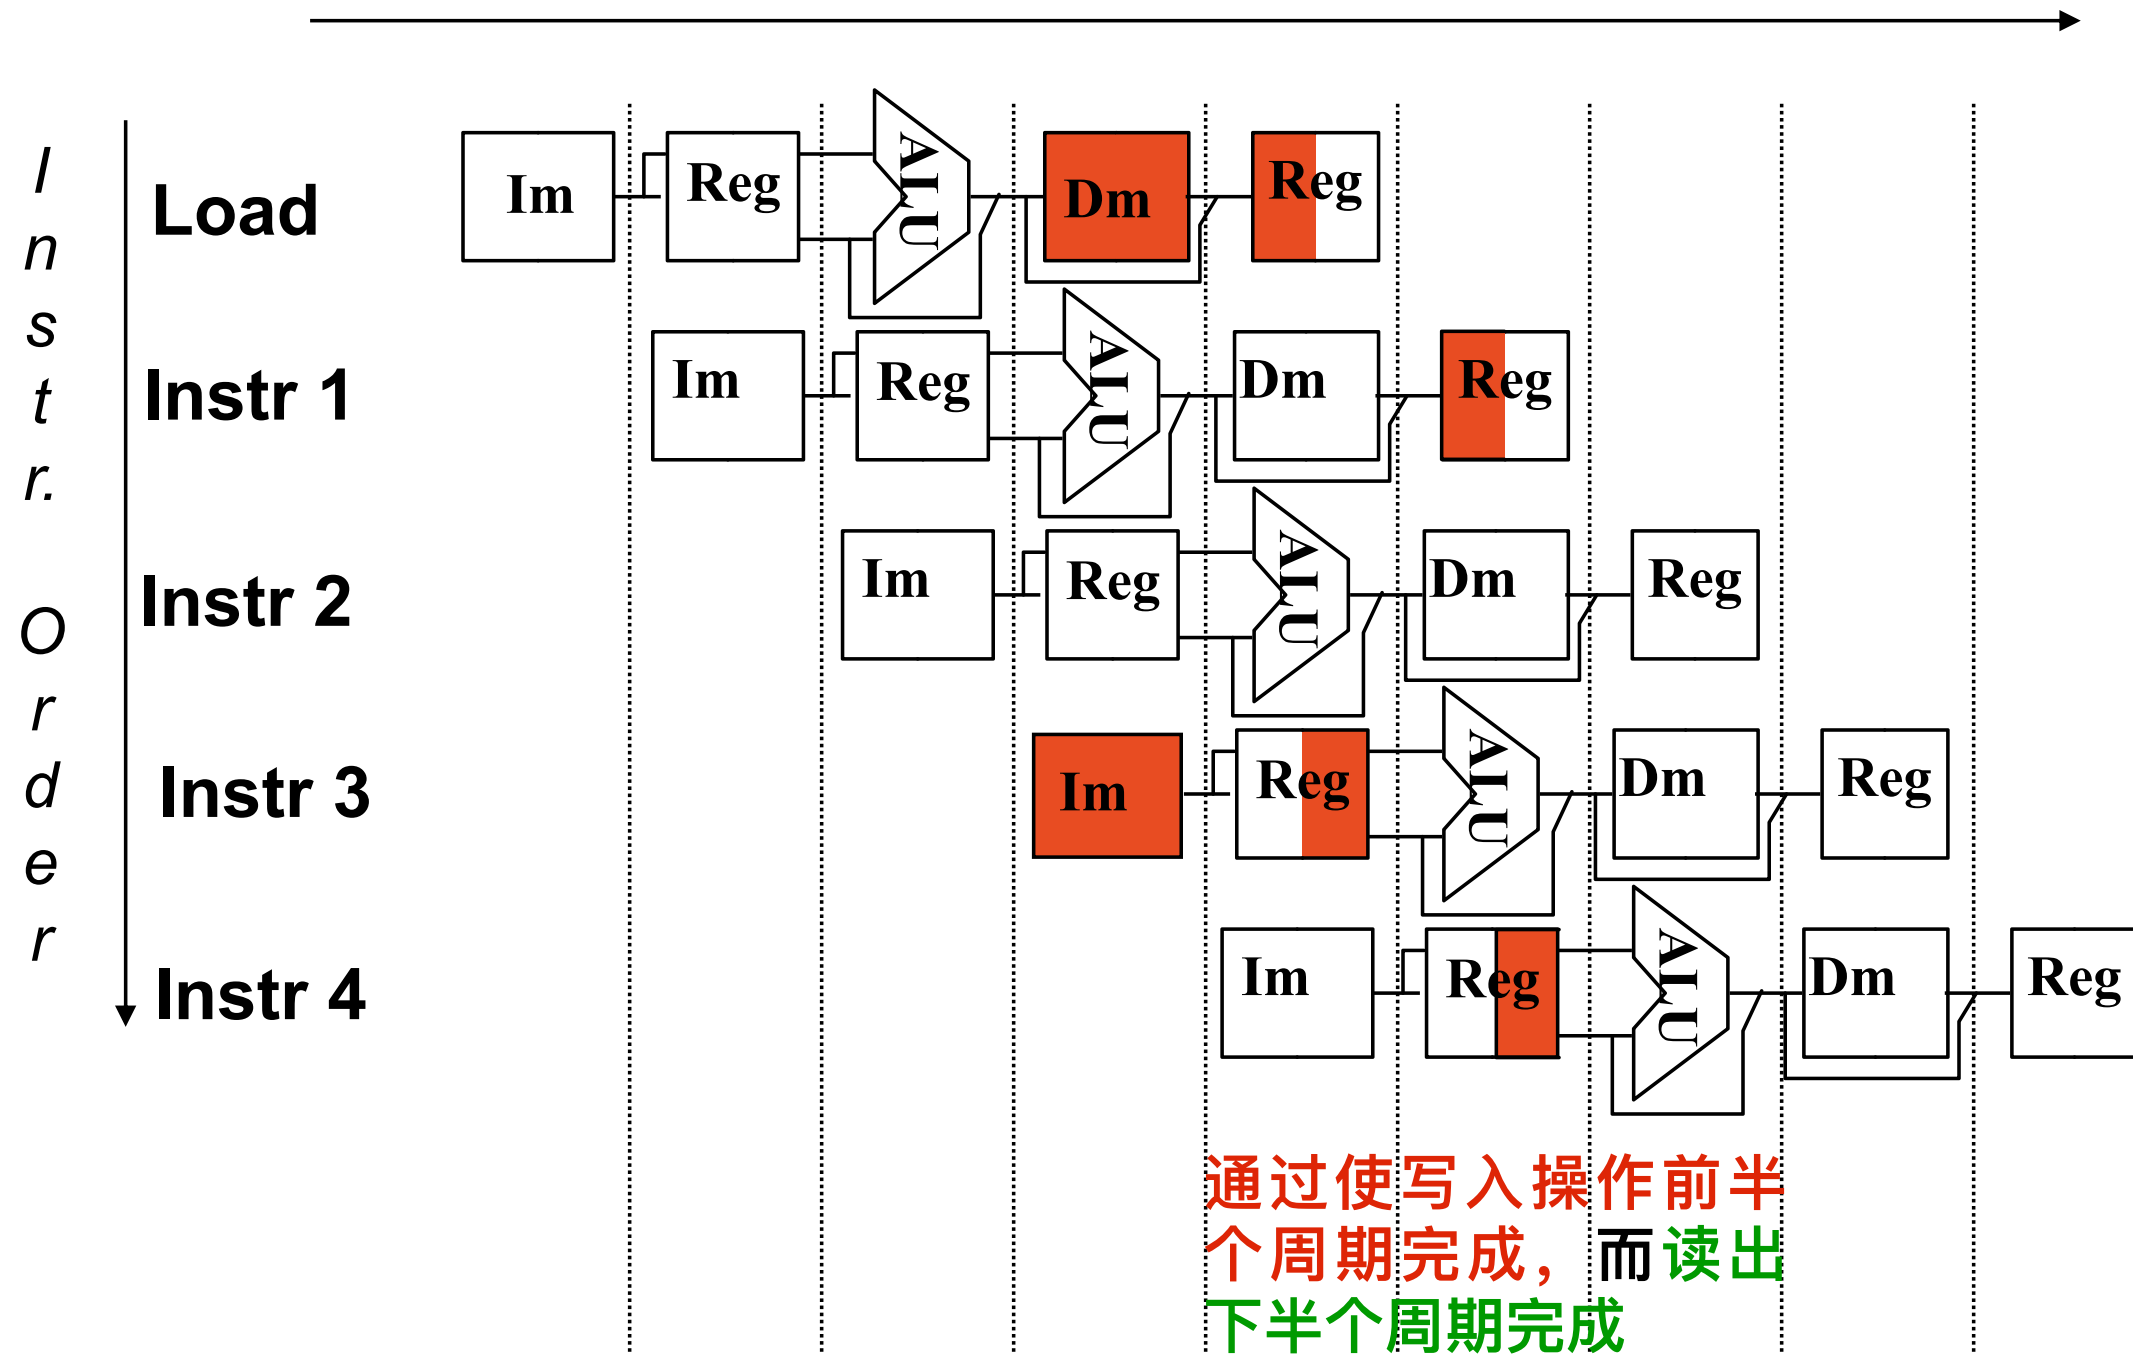 Instr. Order
Load
Im Reg ALU Dm Reg
Instr 1
Im Reg ALU Dm Reg
Instr 2
Im Reg ALU Dm Reg
Instr 3
Im Reg ALU Dm Reg
Instr 4
Im Reg ALU Dm Reg
通过使写入操作前半
个周期完成，而读出
下半个周期完成